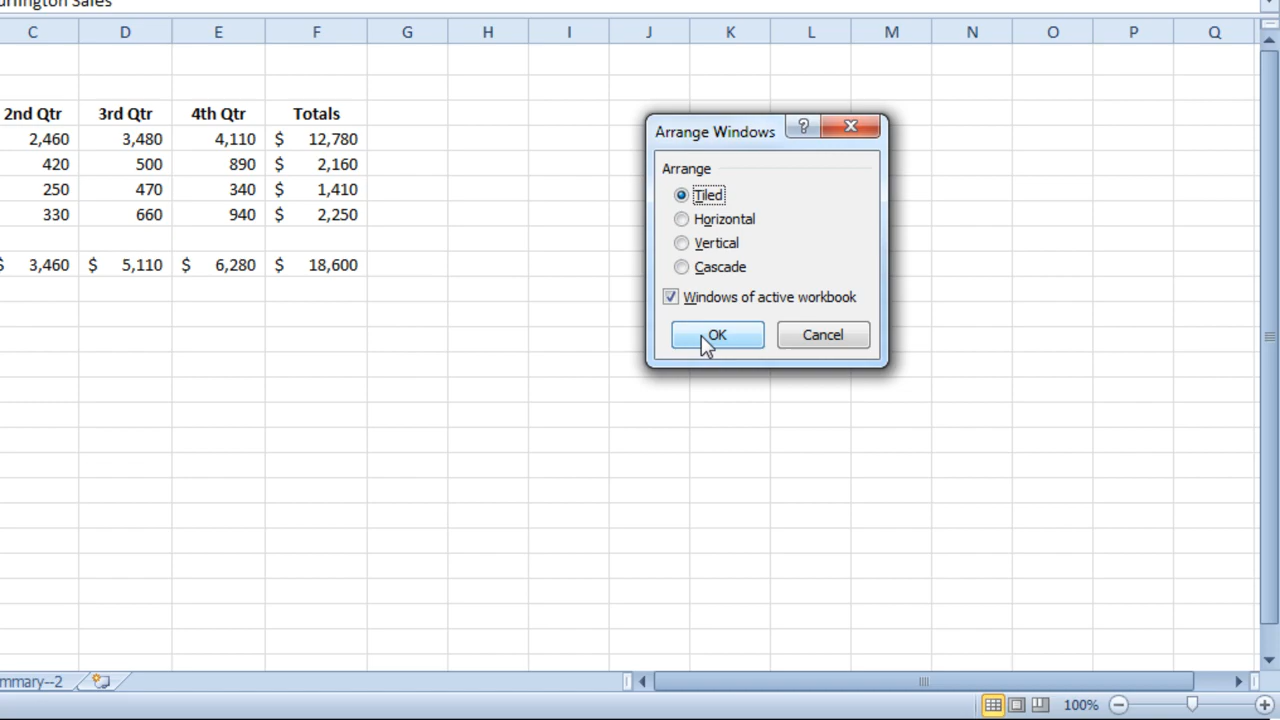 urlington Sales
C D E F G H I J K L M N O P Q
2nd Qtr 3rd Qtr 4th Qtr Totals
2,460 3,480 4,110 $ 12,780
420 500 890 $ 2,160
250 470 340 $ 1,410
330 660 940 $ 2,250
$ 3,460 $ 5,110 $ 6,280 $ 18,600
Arrange Windows
Arrange
Tiled
Horizontal
Vertical
Cascade
Windows of active workbook
OK Cancel
mmary--2
100%